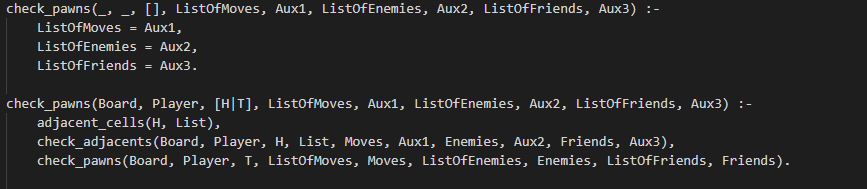 check_pawns(_, _, [], ListOfMoves, Aux1, ListOfEnemies, Aux2, ListOfFriends, Aux3) :-
    ListOfMoves = Aux1,
    ListOfEnemies = Aux2,
    ListOfFriends = Aux3.

check_pawns(Board, Player, [H|T], ListOfMoves, Aux1, ListOfEnemies, Aux2, ListOfFriends, Aux3) :-
    adjacent_cells(H, List),
    check_adjacents(Board, Player, H, List, Moves, Aux1, Enemies, Aux2, Friends, Aux3),
    check_pawns(Board, Player, T, ListOfMoves, Moves, ListOfEnemies, Enemies, ListOfFriends, Friends).